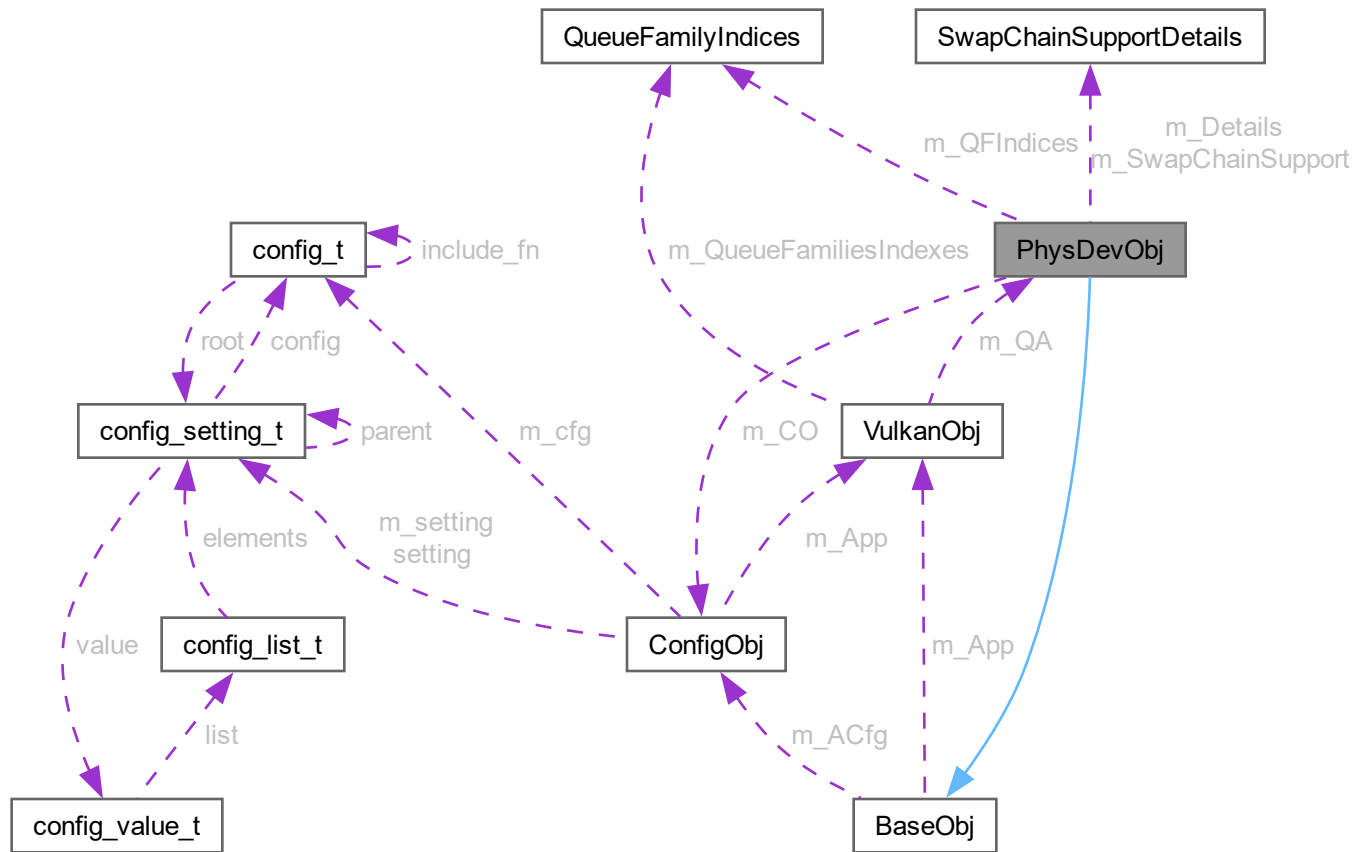 QueueFamilyIndices
SwapChainSupportDetails
m_QFIndices
m_Details
m_SwapChainSupport
config_t
include_fn
m_QueueFamiliesIndexes
PhysDevObj
root
config
m_QA
config_setting_t
parent
m_cfg
m_CO
VulkanObj
elements
m_setting
setting
m_App
value
config_list_t
ConfigObj
m_App
list
m_ACfg
config_value_t
BaseObj